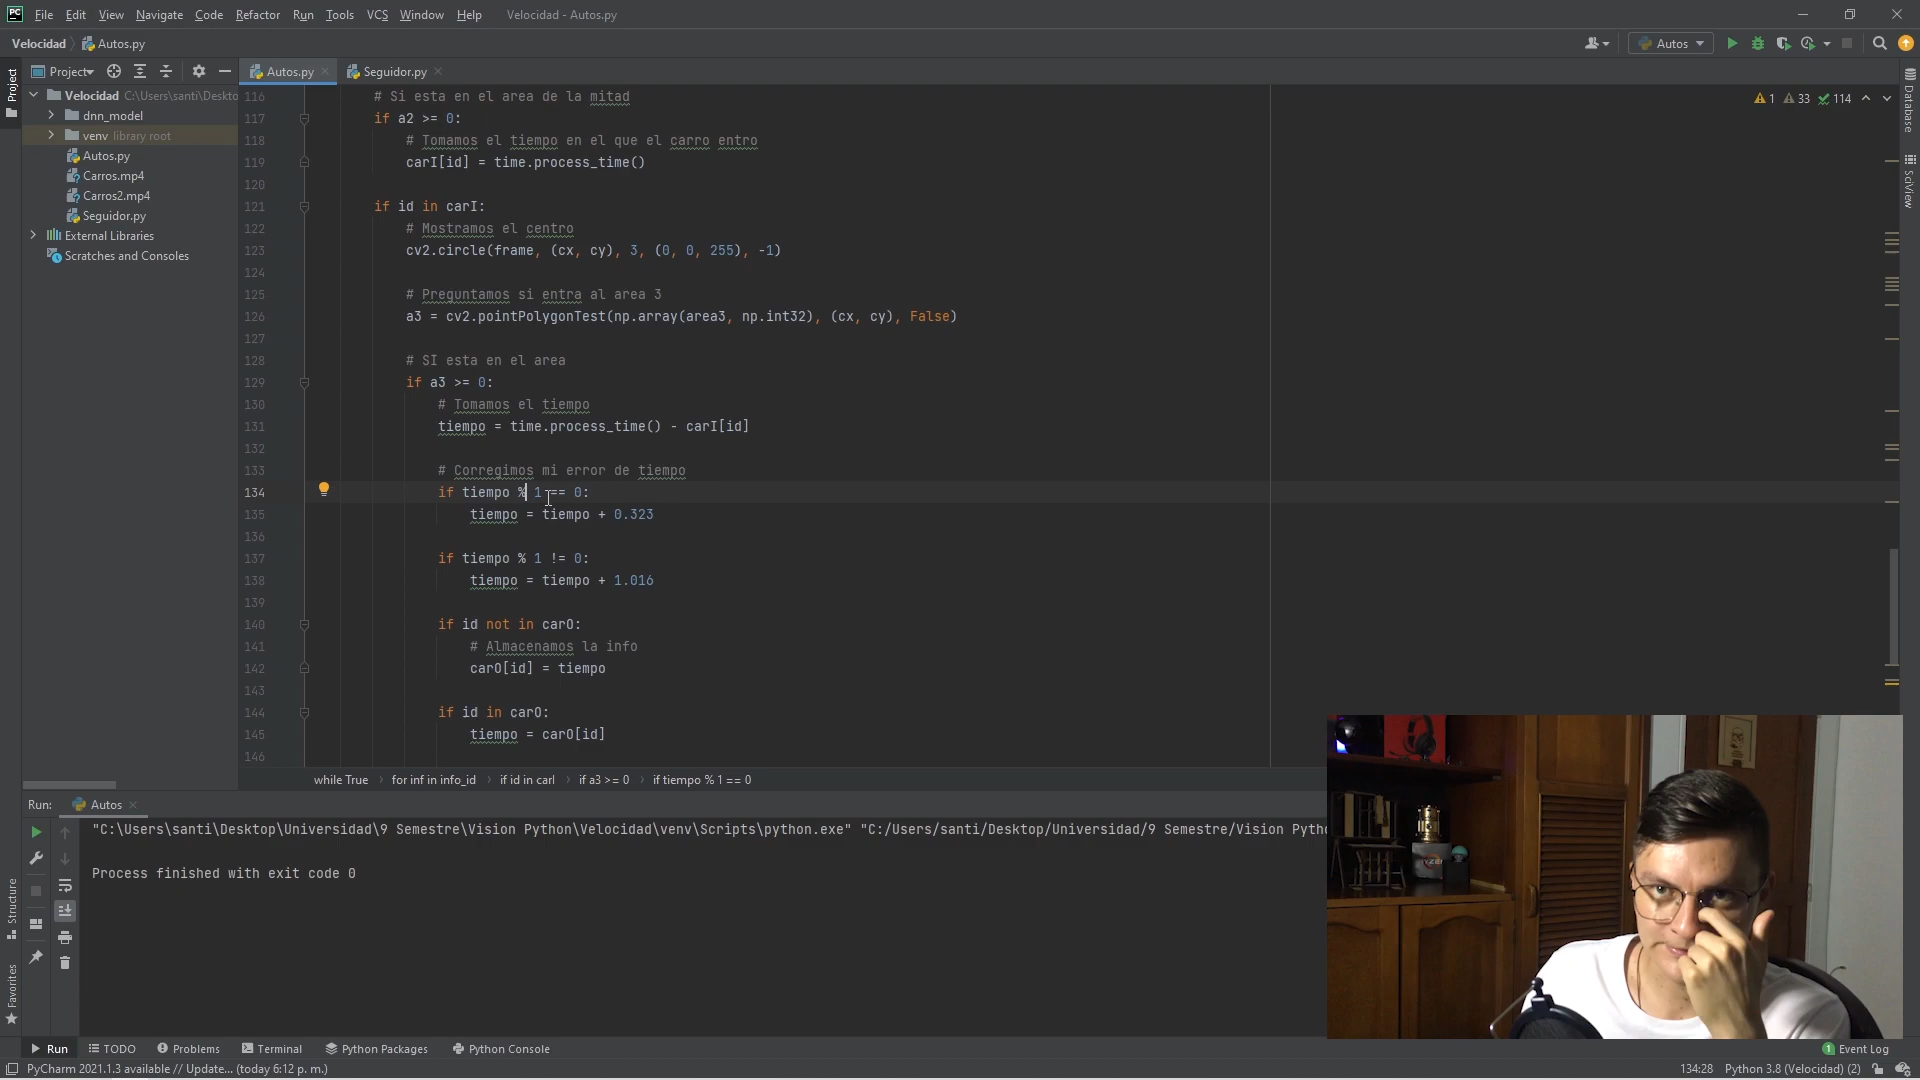 File Edit View Navigate Code Refactor Run Tools VCS Window Help Velocidad - Autos.py
Velocidad Autos.py
Autos
Project
Autos.py
Seguidor.py
Project
Velocidad C:\Users\santi\Deskto
dnn_model
venv library root
Autos.py
Carros.mp4
Carros2.mp4
Seguidor.py
External Libraries
Scratches and Consoles
1 33 114
116 # Si esta en el area de la mitad
117 if a2 >= 0:
118 # Tomamos el tiempo en el que el carro entro
119 carI[id] = time.process_time()
120
121 if id in carI:
122 # Mostramos el centro
123 cv2.circle(frame, (cx, cy), 3, (0, 0, 255), -1)
124
125 # Preguntamos si entra al area 3
126 a3 = cv2.pointPolygonTest(np.array(area3, np.int32), (cx, cy), False)
127
128 # SI esta en el area
129 if a3 >= 0:
130 # Tomamos el tiempo
131 tiempo = time.process_time() - carI[id]
132
133 # Corregimos mi error de tiempo
134 if tiempo % 1 == 0:
135 tiempo = tiempo + 0.323
136
137 if tiempo % 1 != 0:
138 tiempo = tiempo + 1.016
139
140 if id not in carO:
141 # Almacenamos la info
142 carO[id] = tiempo
143
144 if id in carO:
145 tiempo = carO[id]
146
while True for inf in info_id if id in carI if a3 >= 0 if tiempo % 1 == 0
Database
SciView
Run: Autos
"C:\Users\santi\Desktop\Universidad\9 Semestre\Vision Python\Velocidad\venv\Scripts\python.exe" "C:/Users/santi/Desktop/Universidad/9 Semestre/Vision Pytho
Process finished with exit code 0
Structure
Favorites
Run TODO Problems Terminal Python Packages Python Console
1 Event Log
PyCharm 2021.1.3 available // Update... (today 6:12 p. m.)
134:28 Python 3.8 (Velocidad) (2)